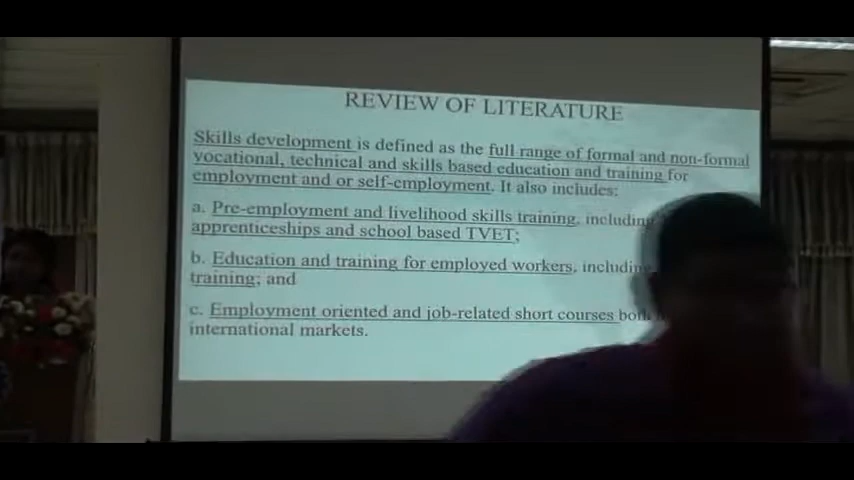 REVIEW OF LITERATURE
Skills development is defined as the full range of formal and non-formal
vocational, technical and skills based education and training for
employment and or self-employment. It also includes:
a. Pre-employment and livelihood skills training, including
apprenticeships and school based TVET;
b. Education and training for employed workers, including
training; and
c. Employment oriented and job-related short courses both
international markets.